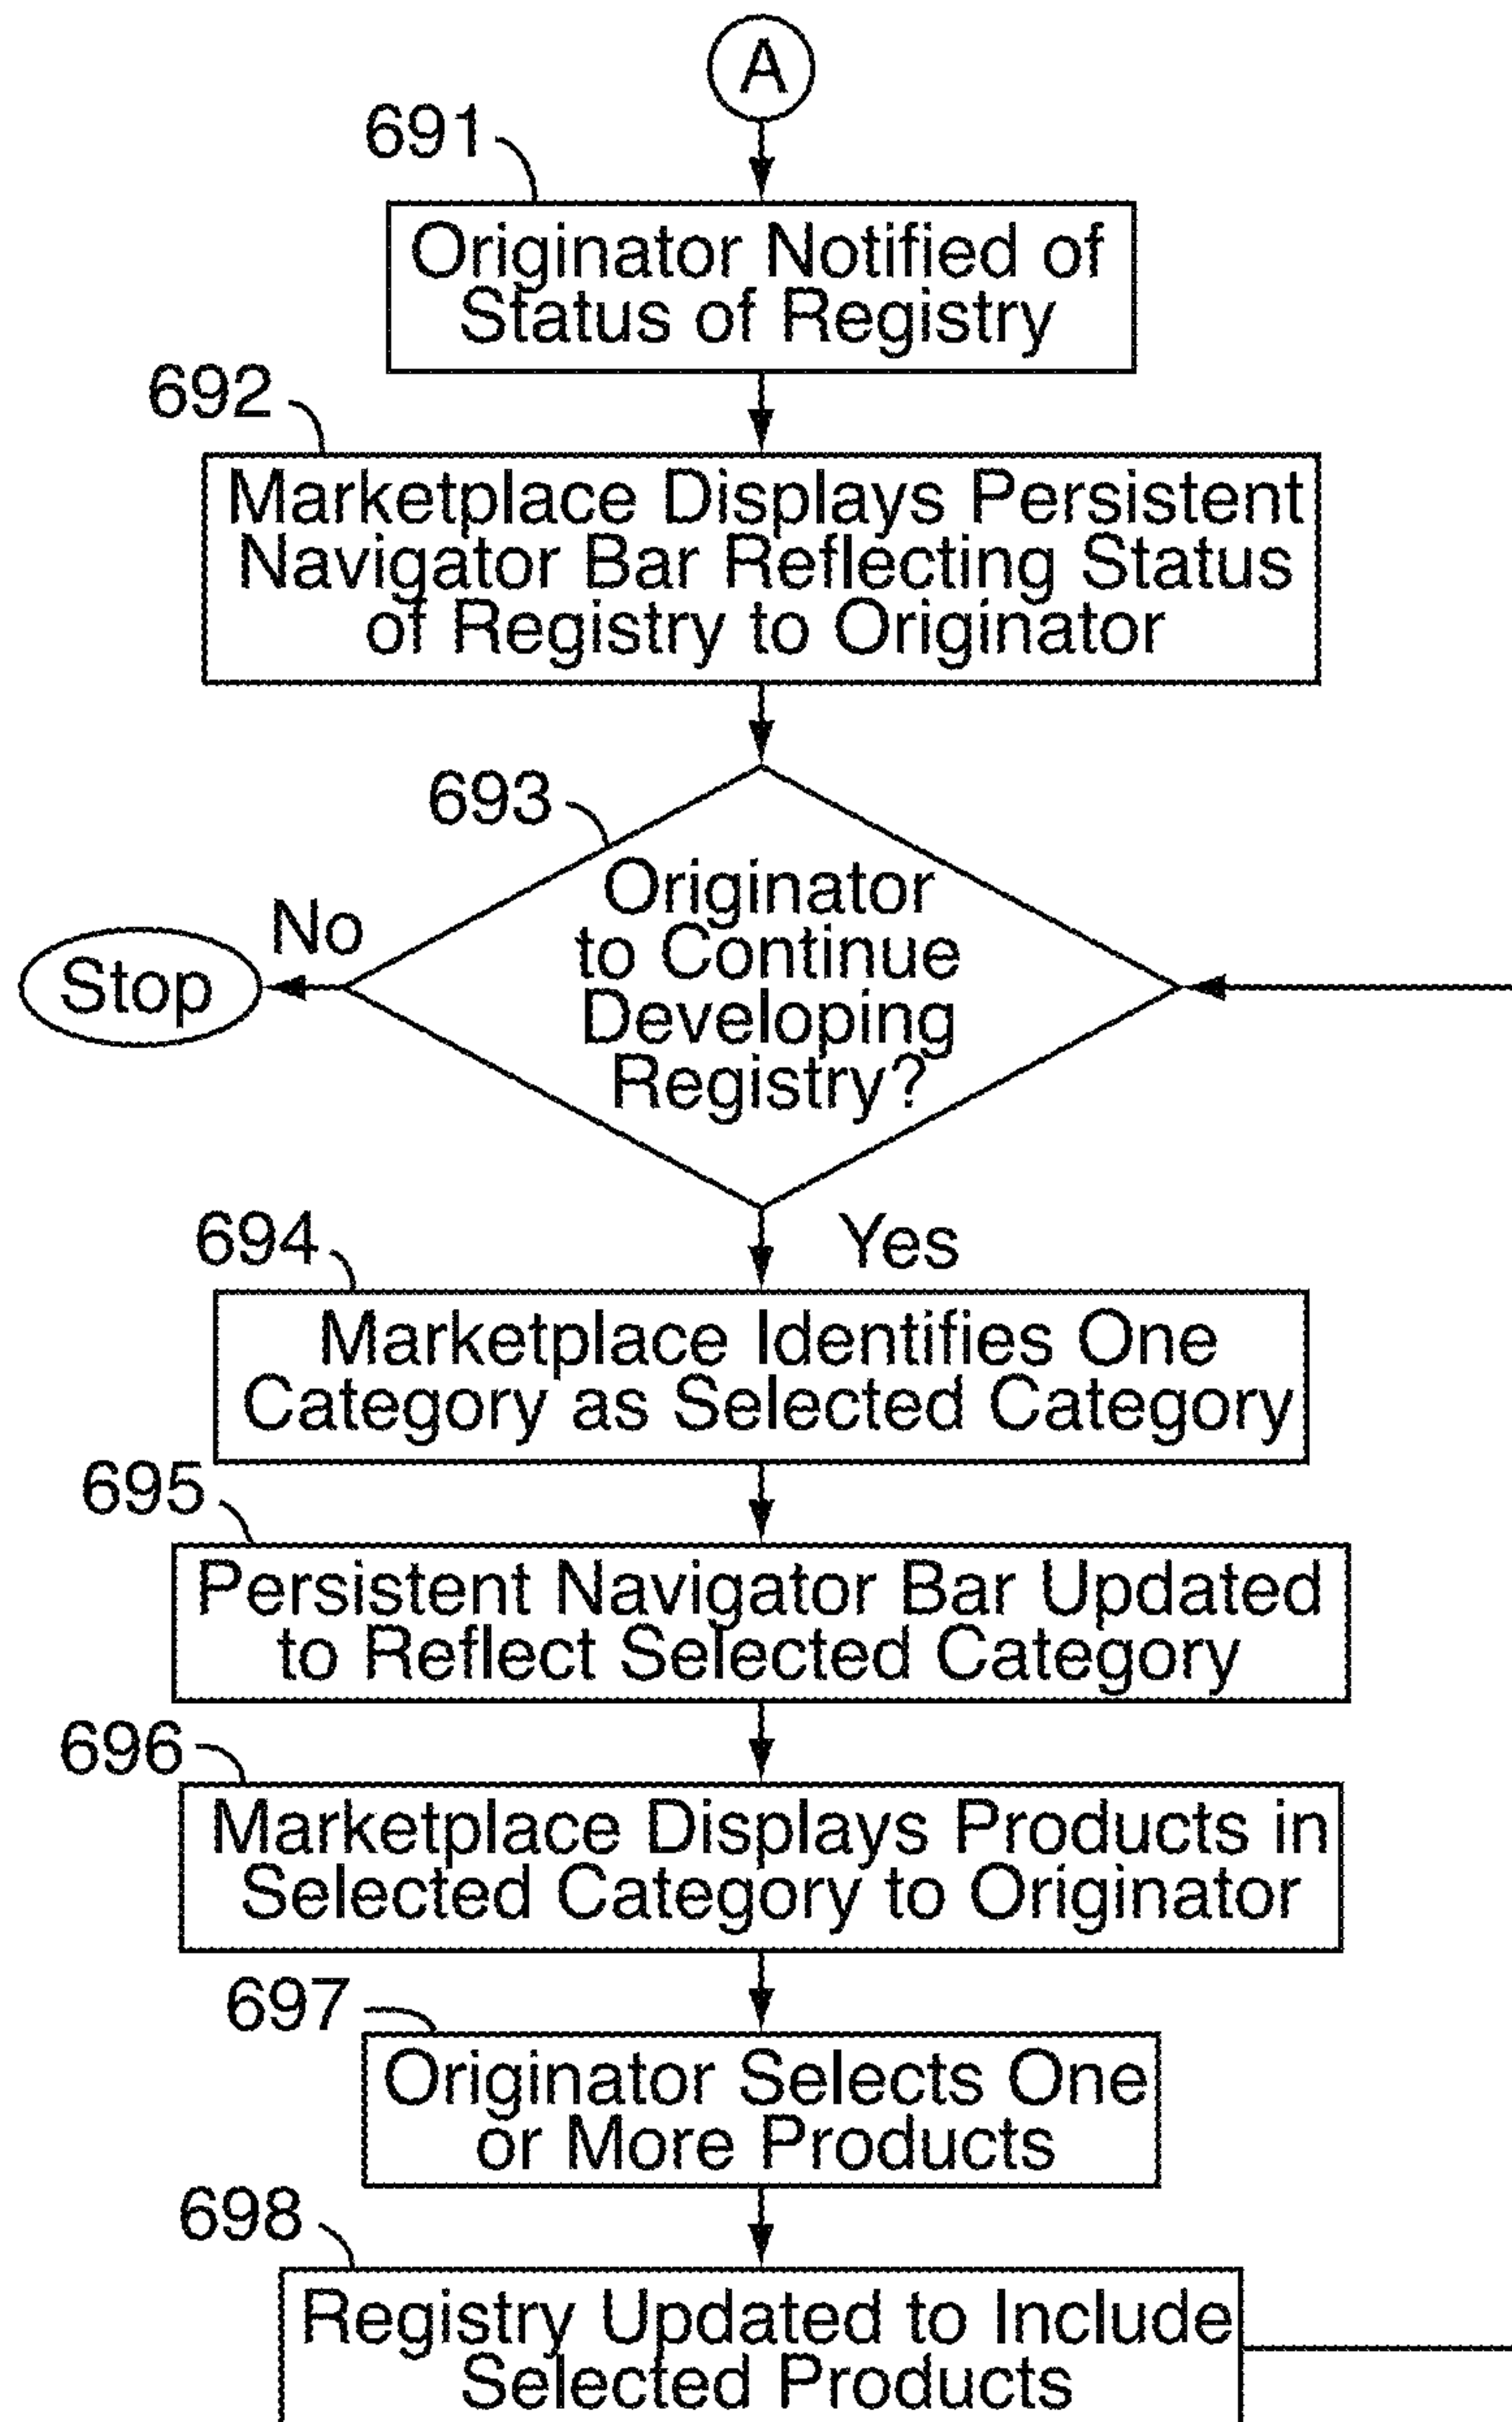 A
691
Originator Notified of
Status of Registry
692
Marketplace Displays Persistent
Navigator Bar Reflecting Status
of Registry to Originator
693
Originator
to Continue
Developing
Registry?
No
Stop
Yes
694
Marketplace Identifies One
Category as Selected Category
695
Persistent Navigator Bar Updated
to Reflect Selected Category
696
Marketplace Displays Products in
Selected Category to Originator
697
Originator Selects One
or More Products
698
Registry Updated to Include
Selected Products